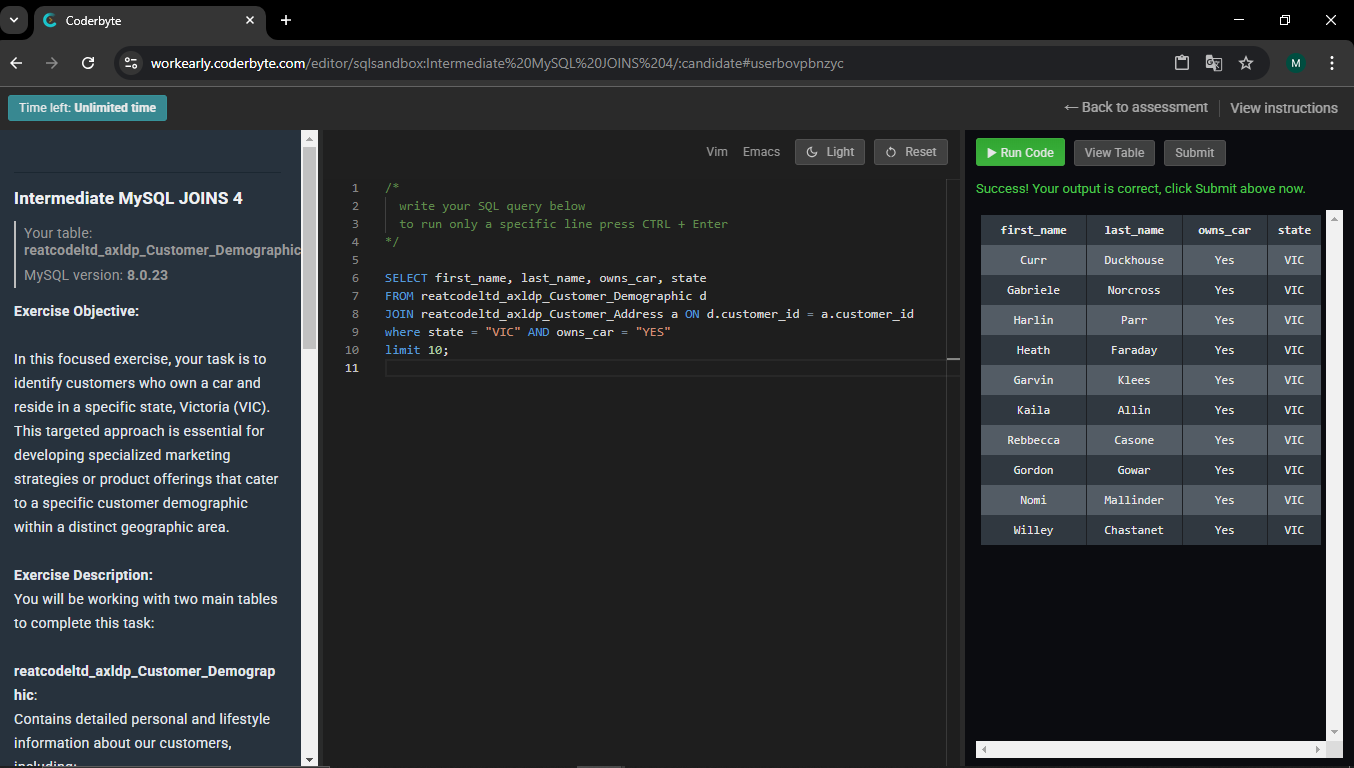 Coderbyte
workearly.coderbyte.com/editor/sqlsandbox:Intermediate%20MySQL%20JOINS%204/:candidate#userbovpbnzyc
M
Time left: Unlimited time
← Back to assessment
View instructions
Intermediate MySQL JOINS 4
Your table:
reatcodeltd_axldp_Customer_Demographic
MySQL version: 8.0.23
Exercise Objective:
In this focused exercise, your task is to
identify customers who own a car and
reside in a specific state, Victoria (VIC).
This targeted approach is essential for
developing specialized marketing
strategies or product offerings that cater
to a specific customer demographic
within a distinct geographic area.
Exercise Description:
You will be working with two main tables
to complete this task:
reatcodeltd_axldp_Customer_Demograp
hic:
Contains detailed personal and lifestyle
information about our customers,
including:
Vim Emacs Light Reset
1 /*
2 write your SQL query below
3 to run only a specific line press CTRL + Enter
4 */
5
6 SELECT first_name, last_name, owns_car, state
7 FROM reatcodeltd_axldp_Customer_Demographic d
8 JOIN reatcodeltd_axldp_Customer_Address a ON d.customer_id = a.customer_id
9 where state = "VIC" AND owns_car = "YES"
10 limit 10;
11
Run Code View Table Submit
Success! Your output is correct, click Submit above now.
first_name last_name owns_car state
Curr Duckhouse Yes VIC
Gabriele Norcross Yes VIC
Harlin Parr Yes VIC
Heath Faraday Yes VIC
Garvin Klees Yes VIC
Kaila Allin Yes VIC
Rebbecca Casone Yes VIC
Gordon Gowar Yes VIC
Nomi Mallinder Yes VIC
Willey Chastanet Yes VIC